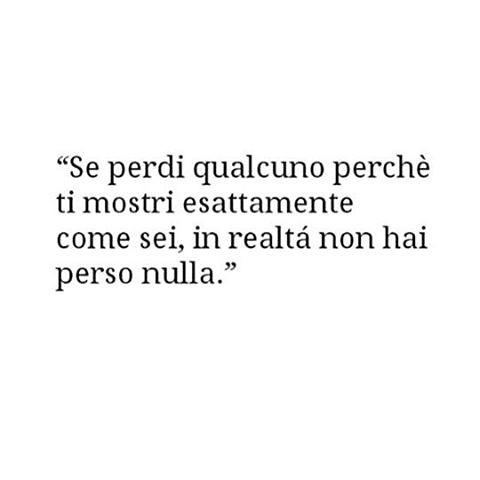 “Se perdi qualcuno perchè
ti mostri esattamente
come sei, in realtá non hai
perso nulla.”